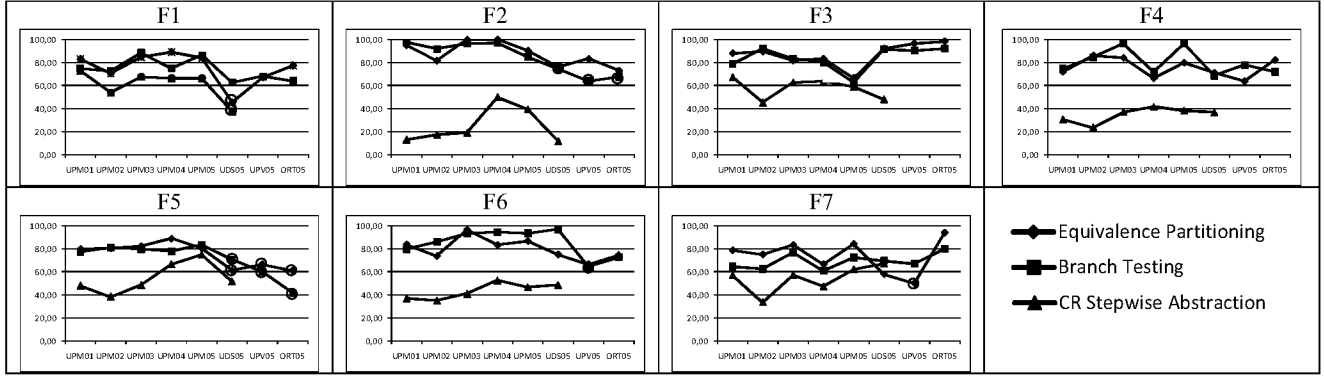 F1 F2 F3 F4
100,00 100,00 100,00 100,00
80,00 80,00 80,00 80,00
60,00 60,00 60,00 60,00
40,00 40,00 40,00 40,00
20,00 20,00 20,00 20,00
0,00 0,00 0,00 0,00
UPM01 UPM02 UPM03 UPM04 UPM05 UDS05 UPV05 ORT05 UPM01 UPM02 UPM03 UPM04 UPM05 UDS05 UPV05 ORT05 UPM01 UPM02 UPM03 UPM04 UPM05 UDS05 UPV05 ORT05 UPM01 UPM02 UPM03 UPM04 UPM05 UDS05 UPV05 ORT05
F5 F6 F7
100,00 100,00 100,00
80,00 80,00 80,00
60,00 60,00 60,00
40,00 40,00 40,00
20,00 20,00 20,00
0,00 0,00 0,00
UPM01 UPM02 UPM03 UPM04 UPM05 UDS05 UPV05 ORT05 UPM01 UPM02 UPM03 UPM04 UPM05 UDS05 UPV05 ORT05 UPM01 UPM02 UPM03 UPM04 UPM05 UDS05 UPV05 ORT05
Equivalence Partitioning
Branch Testing
CR Stepwise Abstraction